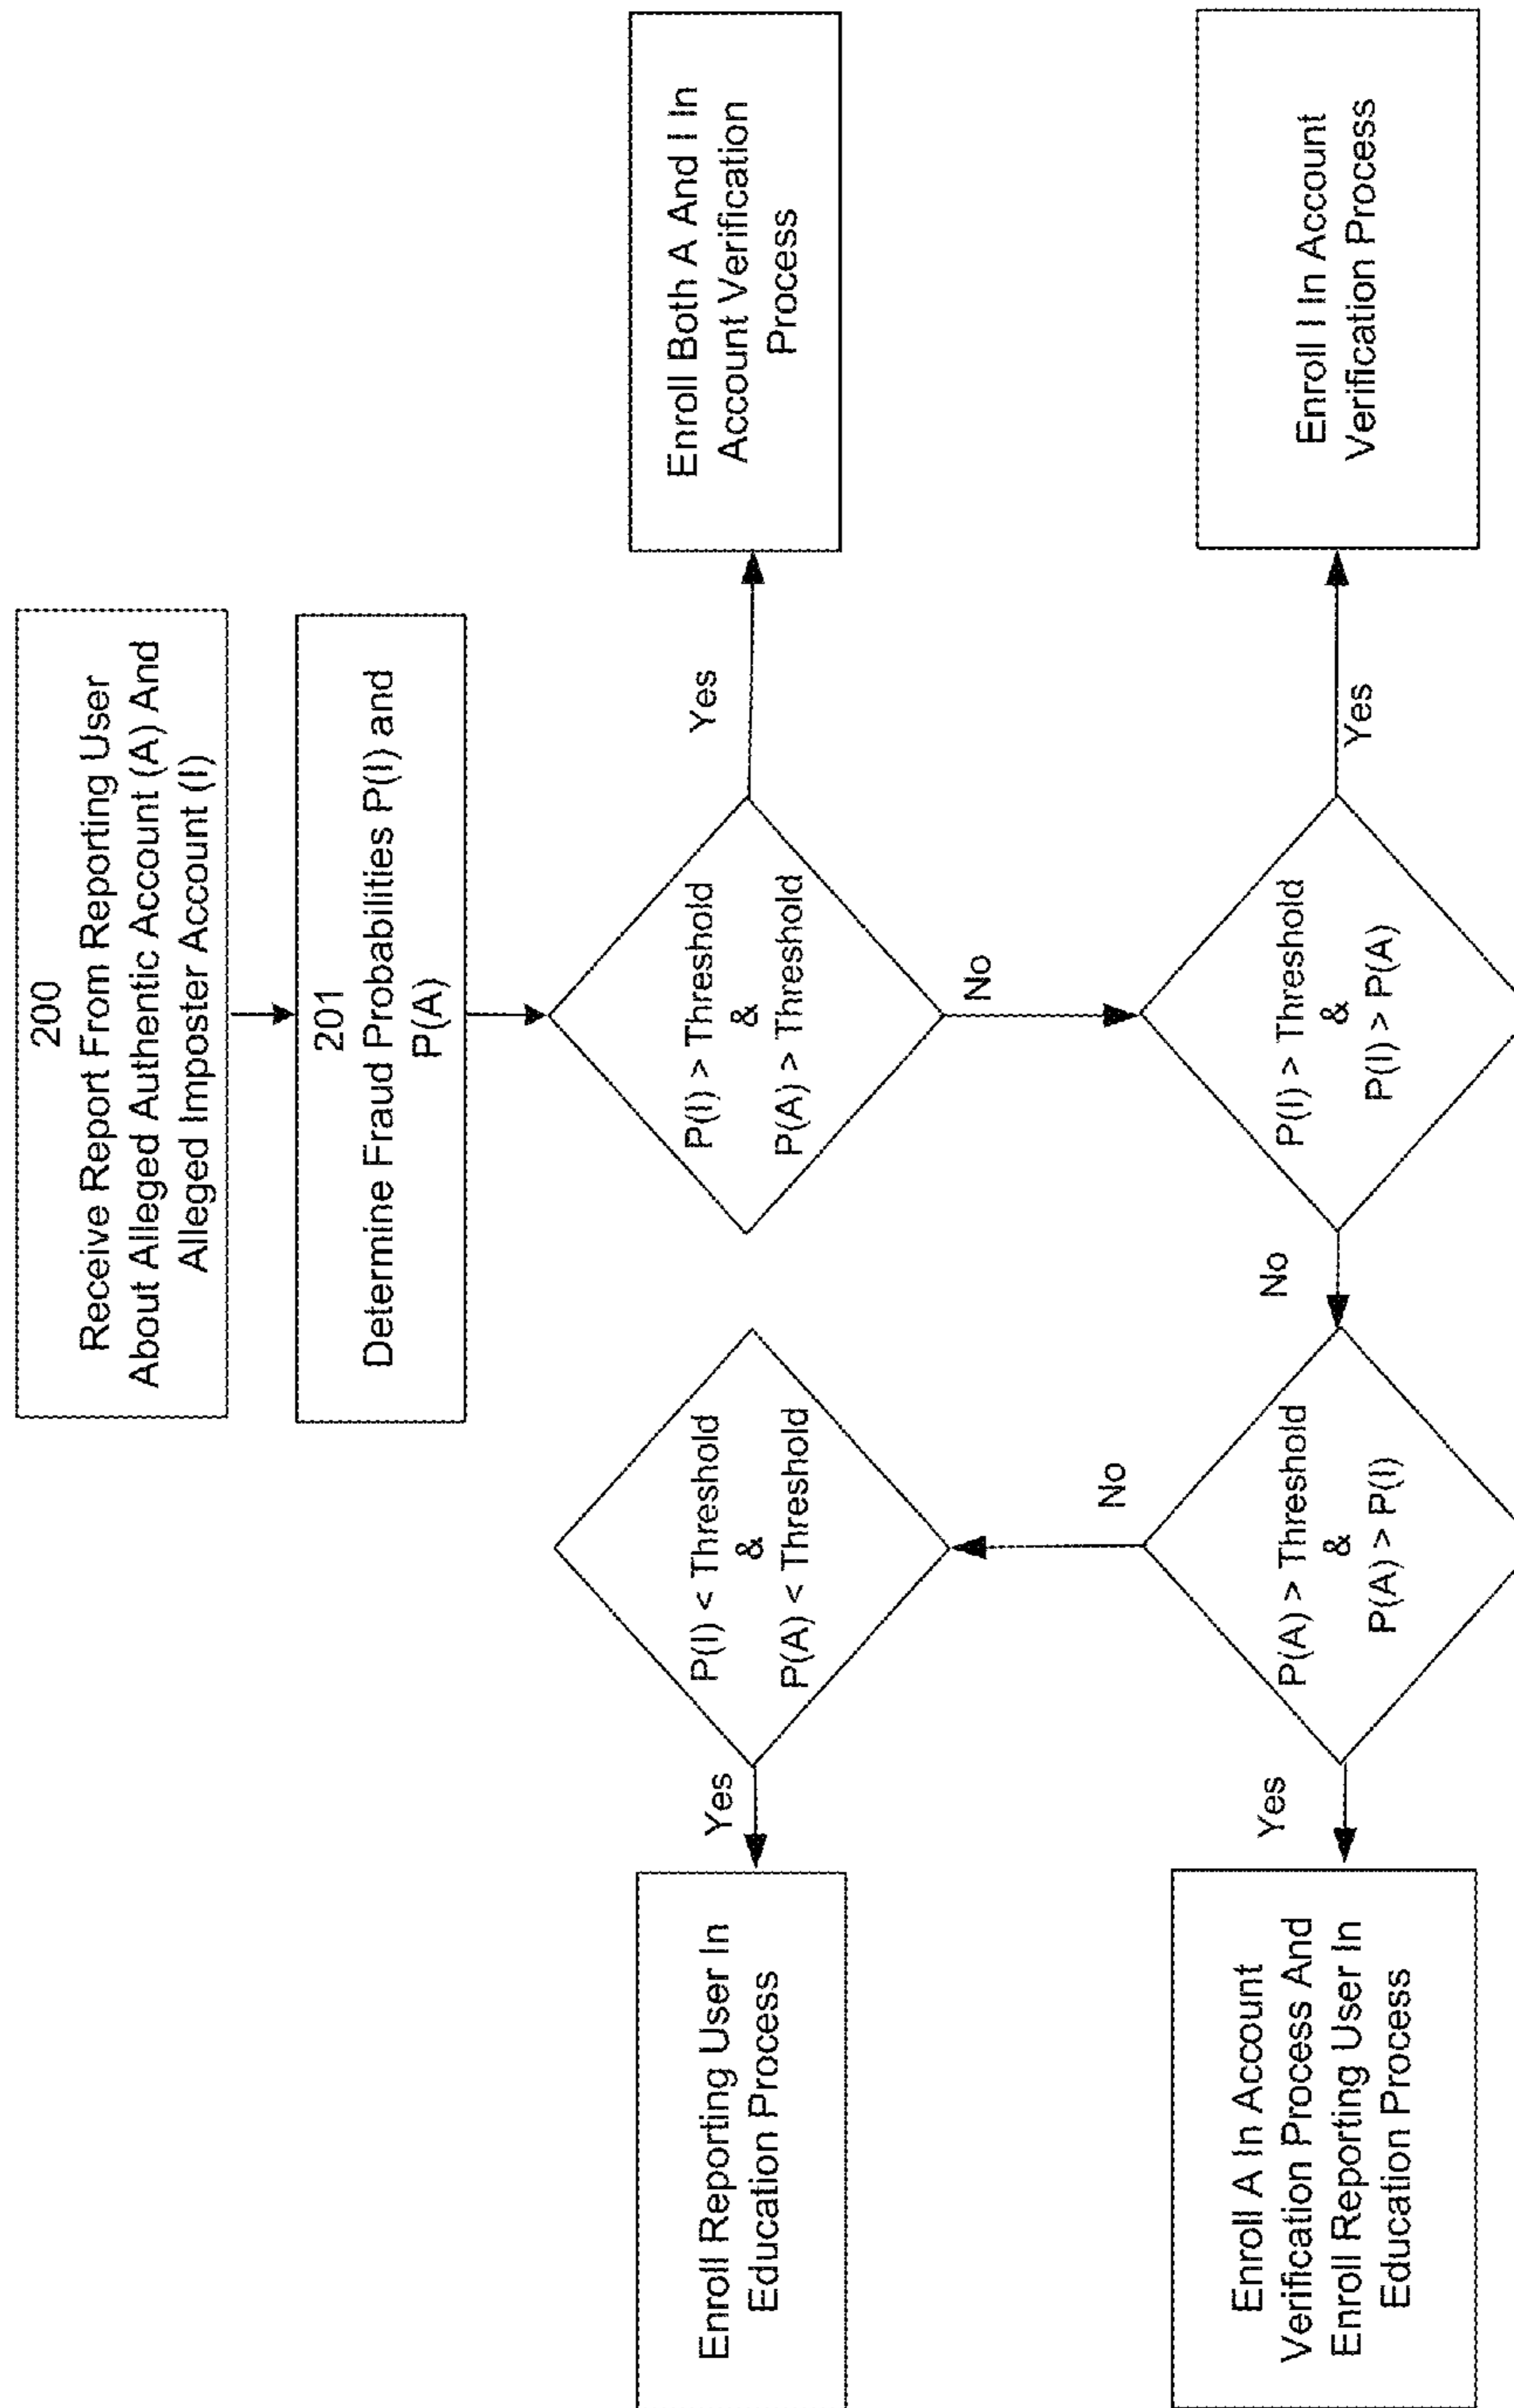 200
Receive Report From Reporting User
About Alleged Authentic Account (A) And
Alleged Imposter Account (I)
201
Determine Fraud Probabilities P(I) and
P(A)
P(I) > Threshold
&
P(A) > Threshold
Yes
Enroll Both A And I In
Account Verification
Process
No
P(I) > Threshold
&
P(I) > P(A)
Yes
Enroll I In Account
Verification Process
No
P(A) > Threshold
&
P(A) > P(I)
Yes
Enroll A In Account
Verification Process And
Enroll Reporting User In
Education Process
No
P(I) < Threshold
&
P(A) < Threshold
Yes
Enroll Reporting User In
Education Process